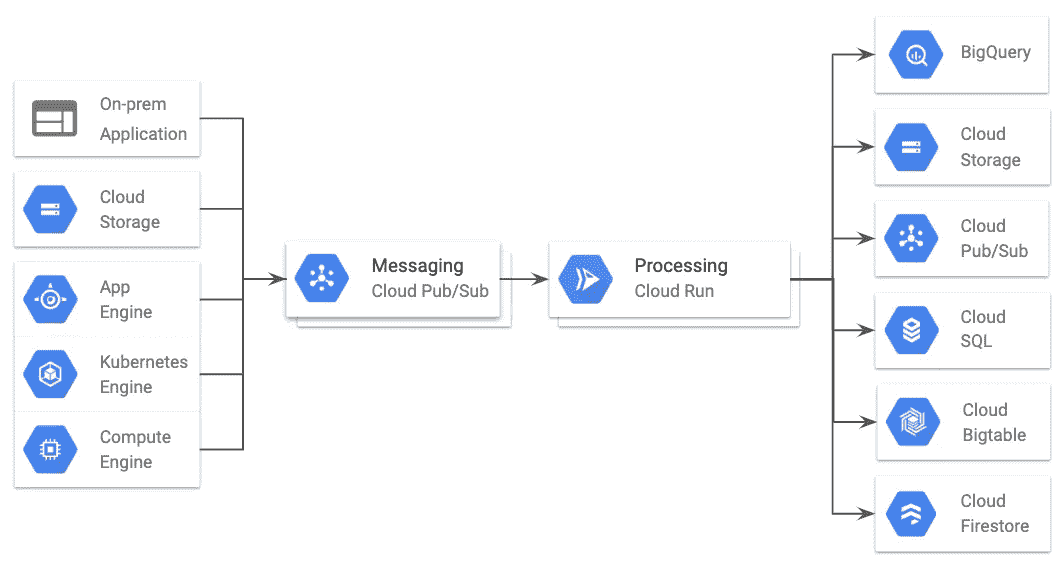 On-prem
Application
Cloud
Storage
App
Engine
Kubernetes
Engine
Compute
Engine
Messaging
Cloud Pub/Sub
Processing
Cloud Run
BigQuery
Cloud
Storage
Cloud
Pub/Sub
Cloud
SQL
Cloud
Bigtable
Cloud
Firestore